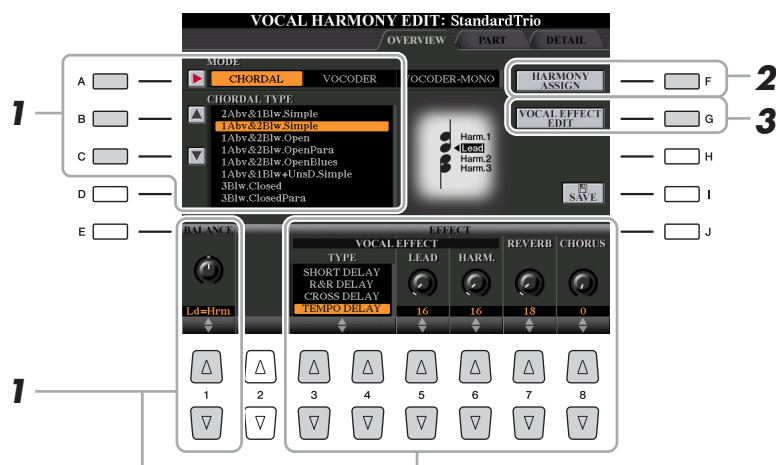 VOCAL HARMONY EDIT: StandardTrio
OVERVIEW PART DETAIL
MODE
A CHORDAL VOCODER VOCODER-MONO HARMONY ASSIGN F 2
1
CHORDAL TYPE
B 2Abv&1Blw.Simple VOCAL EFFECT EDIT G 3
1Abv&2Blw.Simple
1Abv&2Blw.Open Harm.1
C 1Abv&2Blw.OpenPara Lead H
1Abv&2Blw.OpenBlues Harm.2
1Abv&1Blw+UnsD.Simple Harm.3
D 3Blw.Closed SAVE I
3Blw.ClosedPara
E BALANCE EFFECT J
VOCAL EFFECT REVERB CHORUS
TYPE LEAD HARM.
SHORT DELAY
R&R DELAY
CROSS DELAY
Ld=Hrm TEMPO DELAY 16 16 18 0
1
1 2 3 4 5 6 7 8